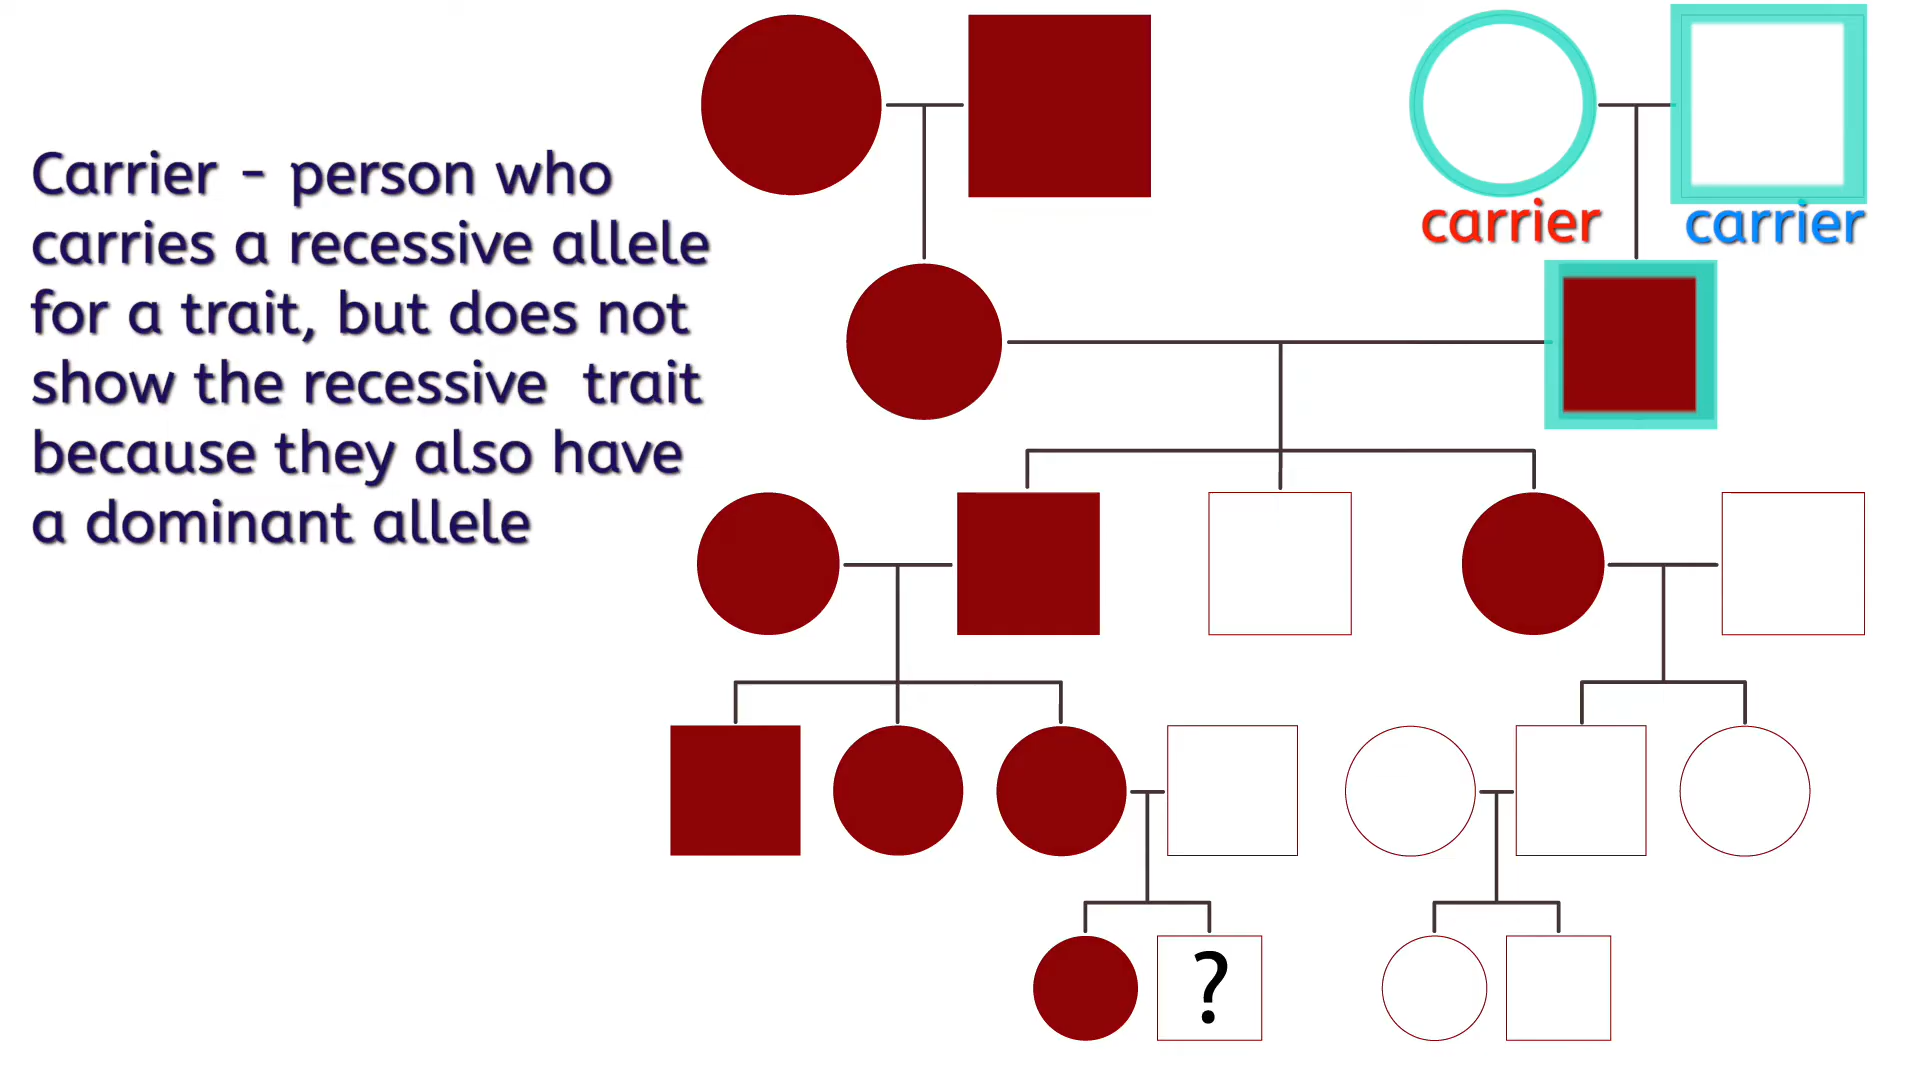 Carrier - person who
carries a recessive allele
for a trait, but does not
show the recessive  trait
because they also have
a dominant allele
carrier
carrier
?